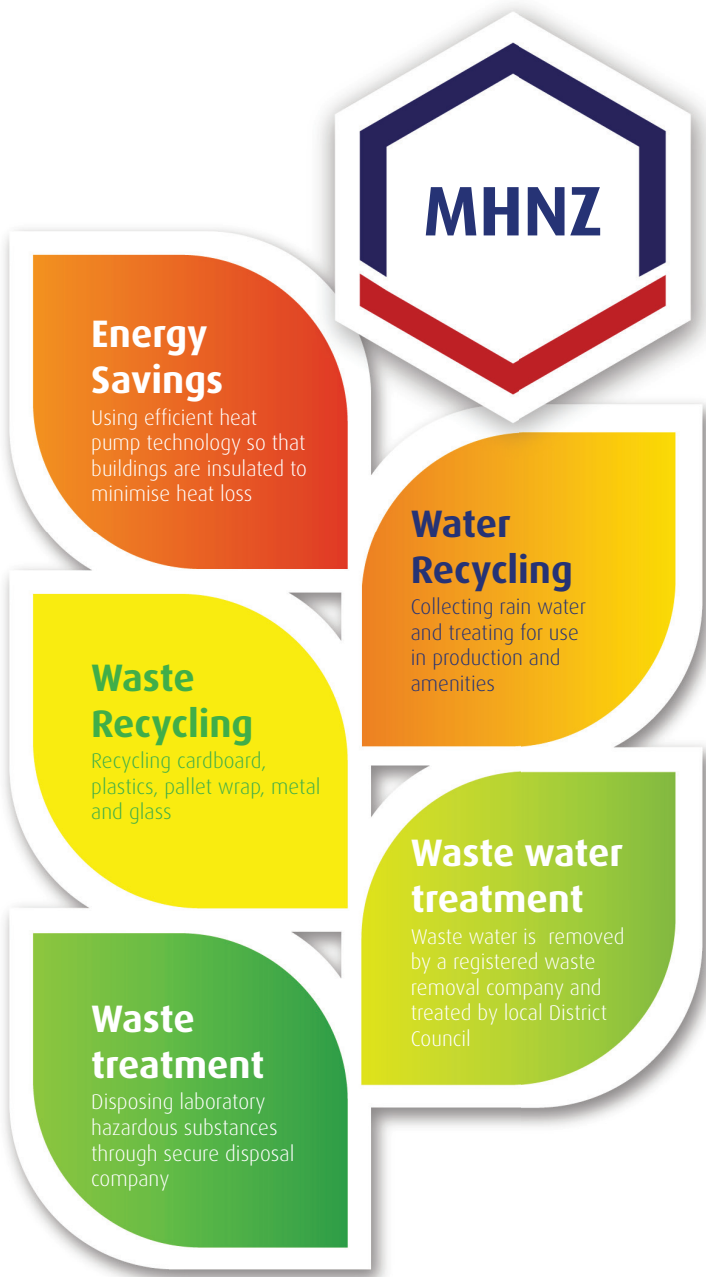 MHNZ
Energy
Savings
Using efficient heat
pump technology so that
buildings are insulated to
minimise heat loss
Water
Recycling
Collecting rain water
and treating for use
in production and
amenities
Waste
Recycling
Recycling cardboard,
plastics, pallet wrap, metal
and glass
Waste water
treatment
Waste water is  removed
by a registered waste
removal company and
treated by local District
Council
Waste
treatment
Disposing laboratory
hazardous substances
through secure disposal
company